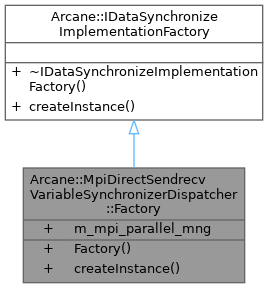 Arcane::IDataSynchronize
ImplementationFactory
+ ~IDataSynchronizeImplementation
Factory()
+ createInstance()
Arcane::MpiDirectSendrecv
VariableSynchronizerDispatcher
::Factory
+ m_mpi_parallel_mng
+ Factory()
+ createInstance()